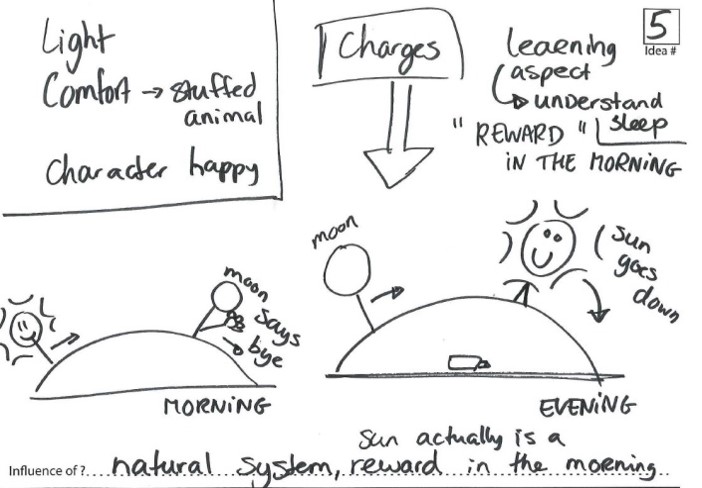 Light
Comfort → stuffed
animal
Character happy
Charges
5
Idea #
learning
aspect
↳ understand
sleep
"REWARD"
IN THE MORNING
moon
sun
goes
down
moon
says
bye
MORNING
EVENING
sun actually is a
Influence of ?...natural system, reward in the morning